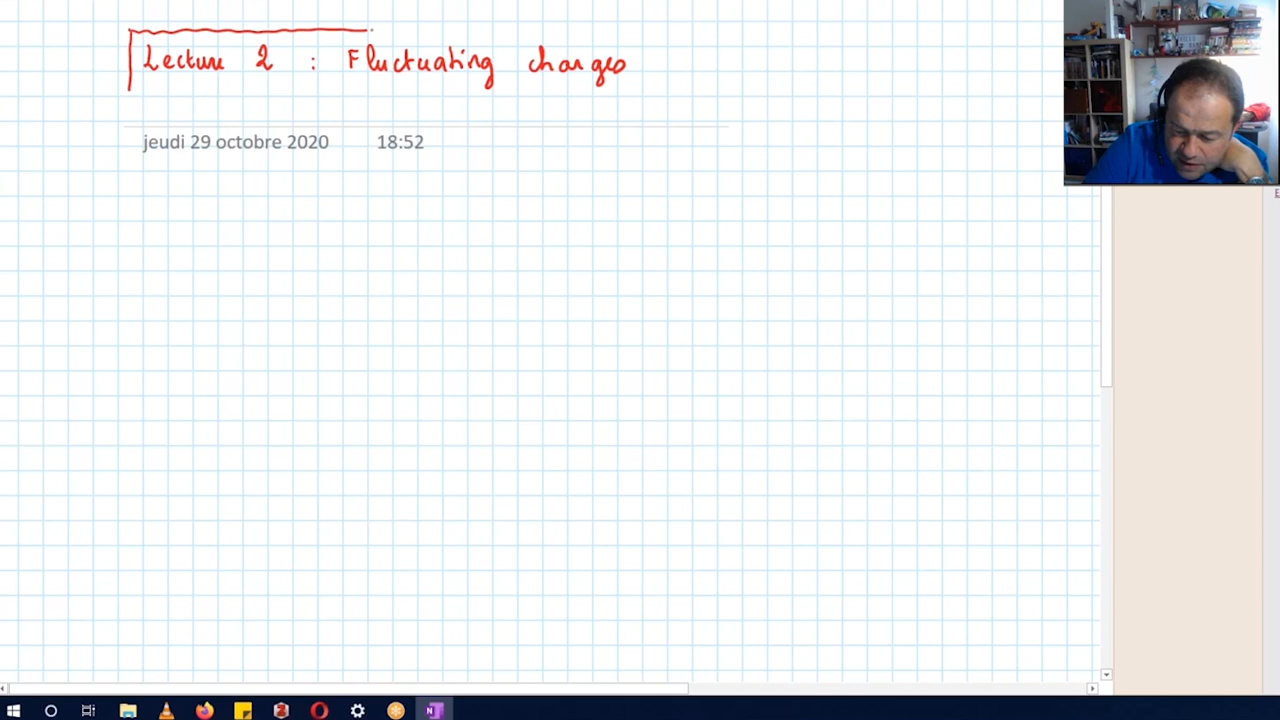 Lecture 2 : Fluctuating charges
jeudi 29 octobre 2020 18:52